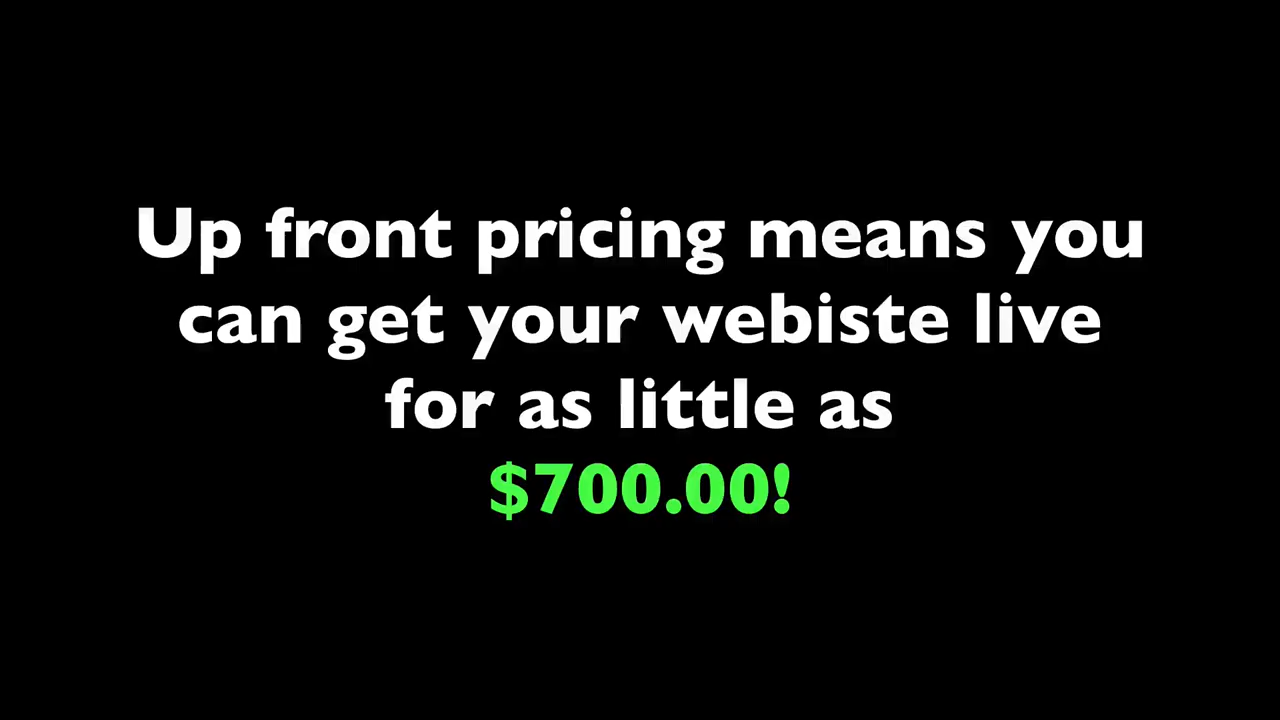 Up front pricing means you
can get your webiste live
for as little as
$700.00!